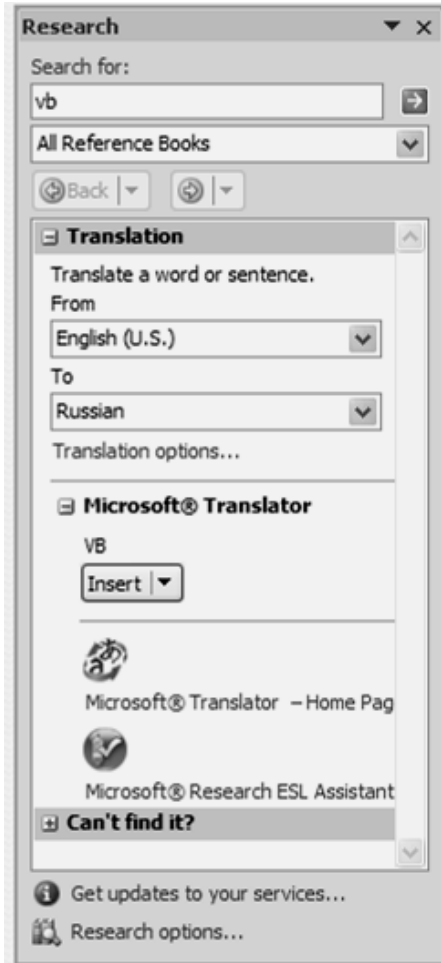 Research
Search for:
vb
All Reference Books
Back
Translation
Translate a word or sentence.
From
English (U.S.)
To
Russian
Translation options...
Microsoft® Translator
VB
Insert
Microsoft® Translator – Home Pag
Microsoft® Research ESL Assistant
Can't find it?
Get updates to your services...
Research options...